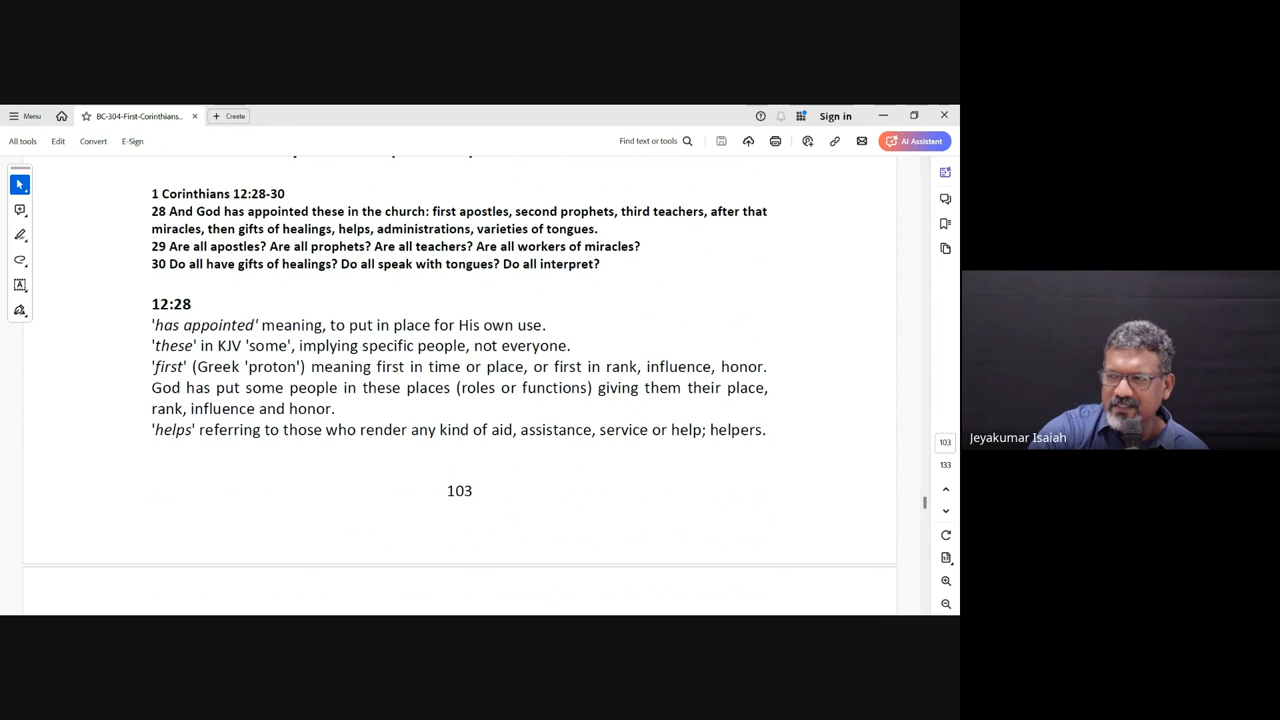 Menu
BC-304-First-Corinthians...
Create
Sign in
All tools
Edit
Convert
E-Sign
Find text or tools
AI Assistant
1 Corinthians 12:28-30
28 And God has appointed these in the church: first apostles, second prophets, third teachers, after that
miracles, then gifts of healings, helps, administrations, varieties of tongues.
29 Are all apostles? Are all prophets? Are all teachers? Are all workers of miracles?
30 Do all have gifts of healings? Do all speak with tongues? Do all interpret?
12:28
'has appointed' meaning, to put in place for His own use.
'these' in KJV 'some', implying specific people, not everyone.
'first' (Greek 'proton') meaning first in time or place, or first in rank, influence, honor.
God has put some people in these places (roles or functions) giving them their place,
rank, influence and honor.
'helps' referring to those who render any kind of aid, assistance, service or help; helpers.
103
103
133
Jeyakumar Isaiah